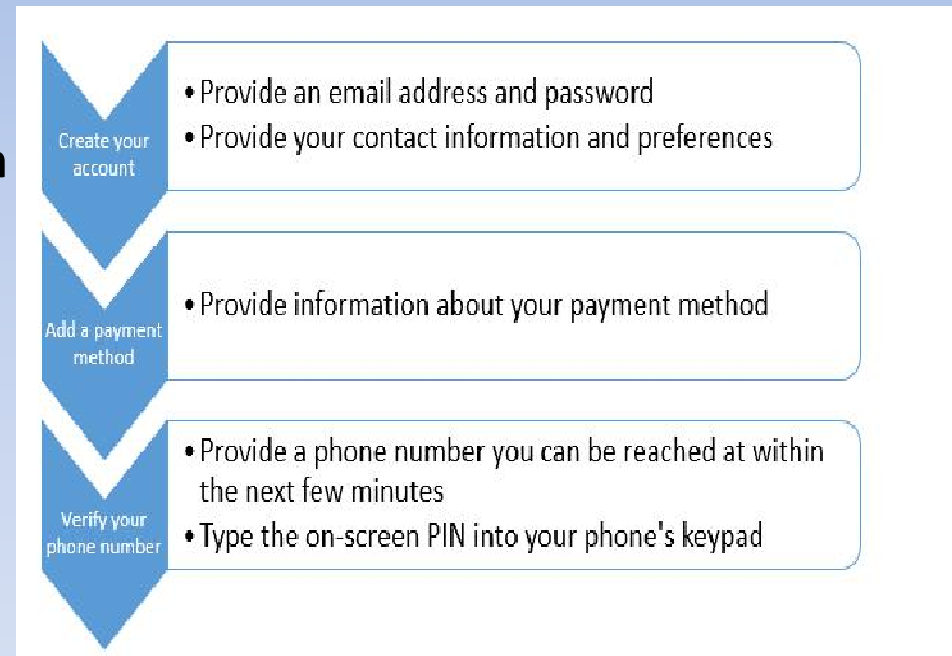 Create your
account
• Provide an email address and password
• Provide your contact information and preferences
Add a payment
method
• Provide information about your payment method
Verify your
phone number
• Provide a phone number you can be reached at within
the next few minutes
• Type the on-screen PIN into your phone's keypad